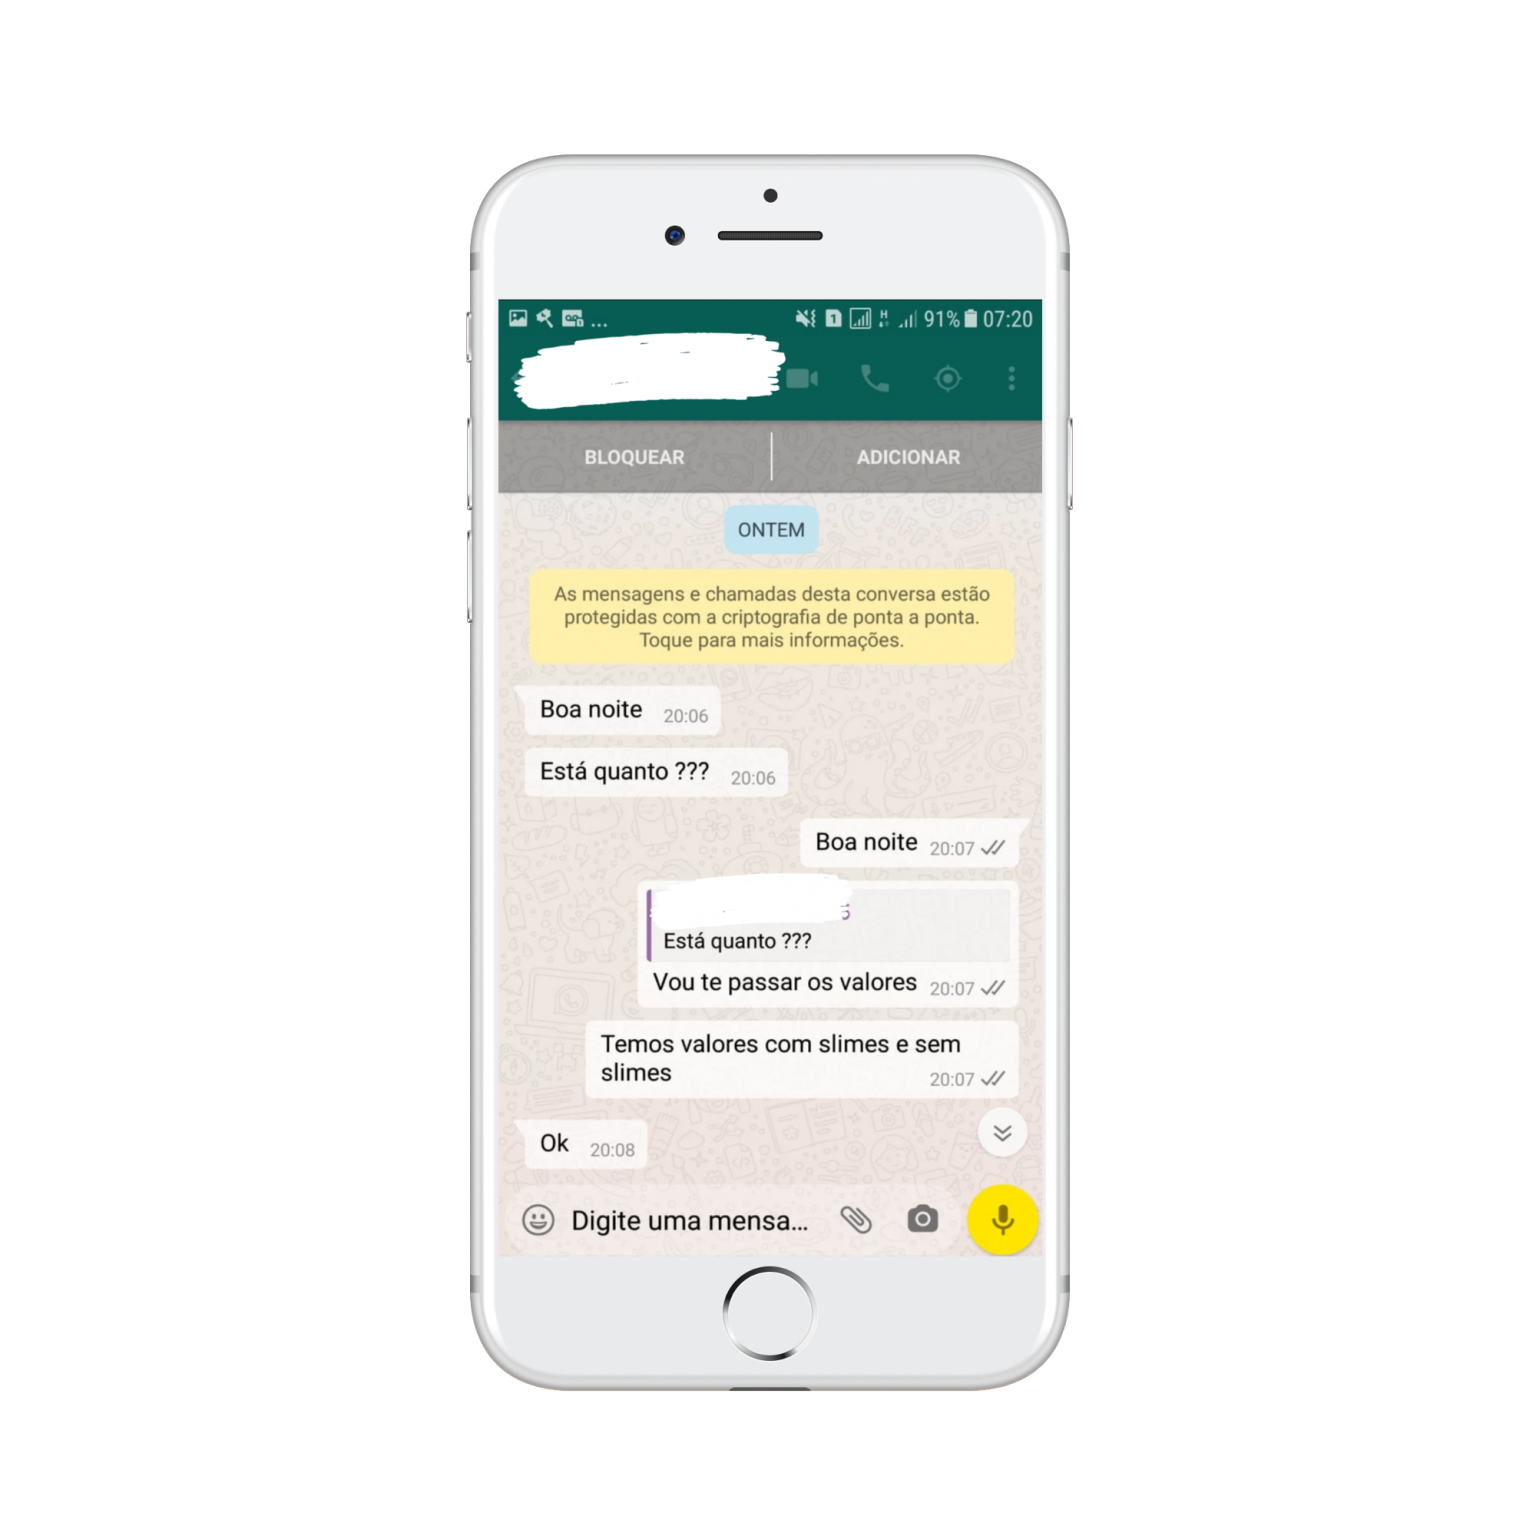 ... 1 H 91% 07:20
BLOQUEAR ADICIONAR
ONTEM
As mensagens e chamadas desta conversa estão
protegidas com a criptografia de ponta a ponta.
Toque para mais informações.
Boa noite 20:06
Está quanto ??? 20:06
Boa noite 20:07
Está quanto ???
Vou te passar os valores 20:07
Temos valores com slimes e sem
slimes 20:07
Ok 20:08
Digite uma mensa...